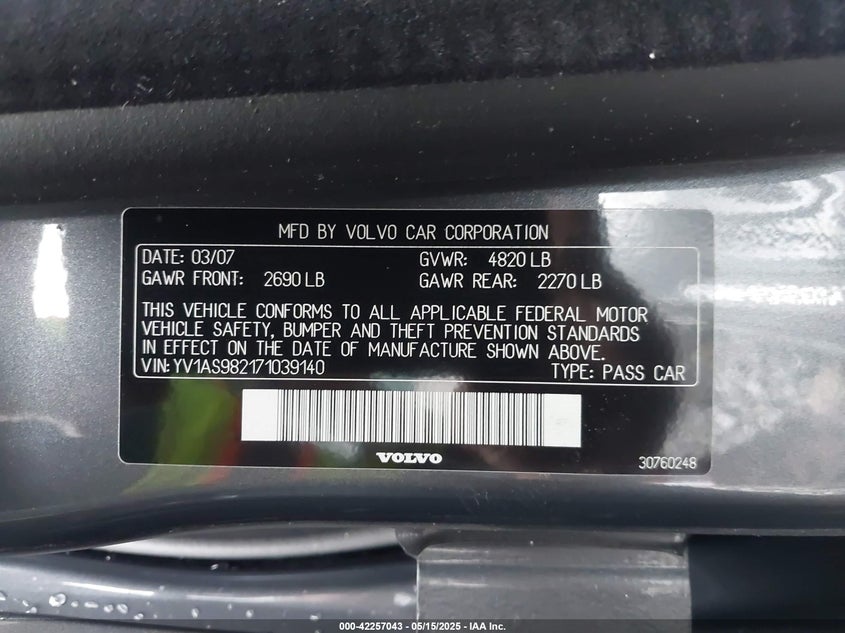 MFD BY VOLVO CAR CORPORATION
DATE: 03/07 GVWR: 4820 LB
GAWR FRONT: 2690 LB GAWR REAR: 2270 LB
THIS VEHICLE CONFORMS TO ALL APPLICABLE FEDERAL MOTOR
VEHICLE SAFETY, BUMPER AND THEFT PREVENTION STANDARDS
IN EFFECT ON THE DATE OF MANUFACTURE SHOWN ABOVE.
VIN: YV1AS982171039140 TYPE: PASS CAR
VOLVO
30760248
000-42257043 - 05/15/2025 - IAA Inc.